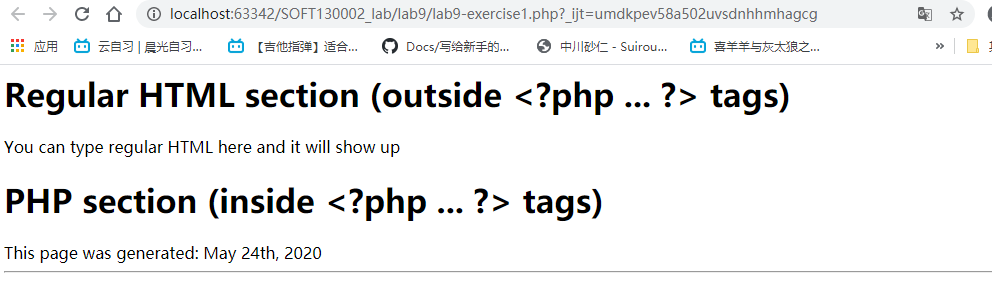 localhost:63342/SOFT130002_lab/lab9/lab9-exercise1.php?_ijt=umdkpev58a502uvsdnhhmhagcg
应用 云自习 | 晨光自习... 【吉他指弹】适合... Docs/写给新手的... 中川砂仁 - Suirou... 喜羊羊与灰太狼之... »
Regular HTML section (outside <?php ... ?> tags)
You can type regular HTML here and it will show up
PHP section (inside <?php ... ?> tags)
This page was generated: May 24th, 2020